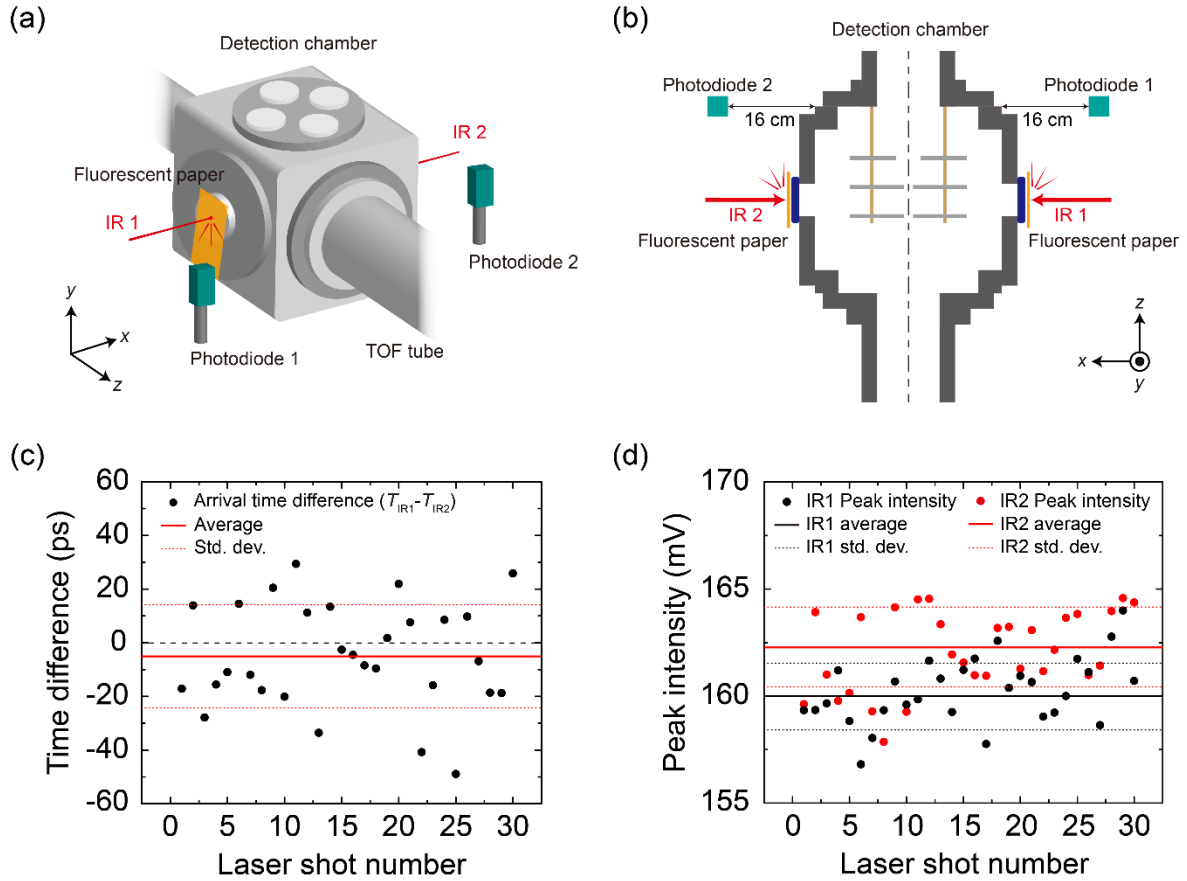 (a)
Detection chamber
IR 2
Fluorescent paper
IR 1
Photodiode 2
Photodiode 1
TOF tube
y
x
z
(b)
Detection chamber
Photodiode 2
Photodiode 1
16 cm
16 cm
IR 2
IR 1
Fluorescent paper
Fluorescent paper
z
x
y
(c)
Time difference (ps)
60
40
20
0
-20
-40
-60
Arrival time difference (TIR1-TIR2)
Average
Std. dev.
0 5 10 15 20 25 30
Laser shot number
(d)
Peak intensity (mV)
170
165
160
155
IR1 Peak intensity IR2 Peak intensity
IR1 average IR2 average
IR1 std. dev. IR2 std. dev.
0 5 10 15 20 25 30
Laser shot number